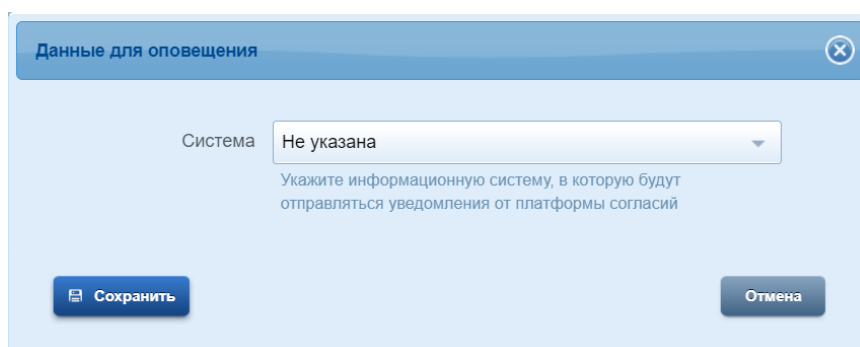 Данные для оповещения
Система
Не указана
Укажите информационную систему, в которую будут
отправляться уведомления от платформы согласий
Сохранить
Отмена